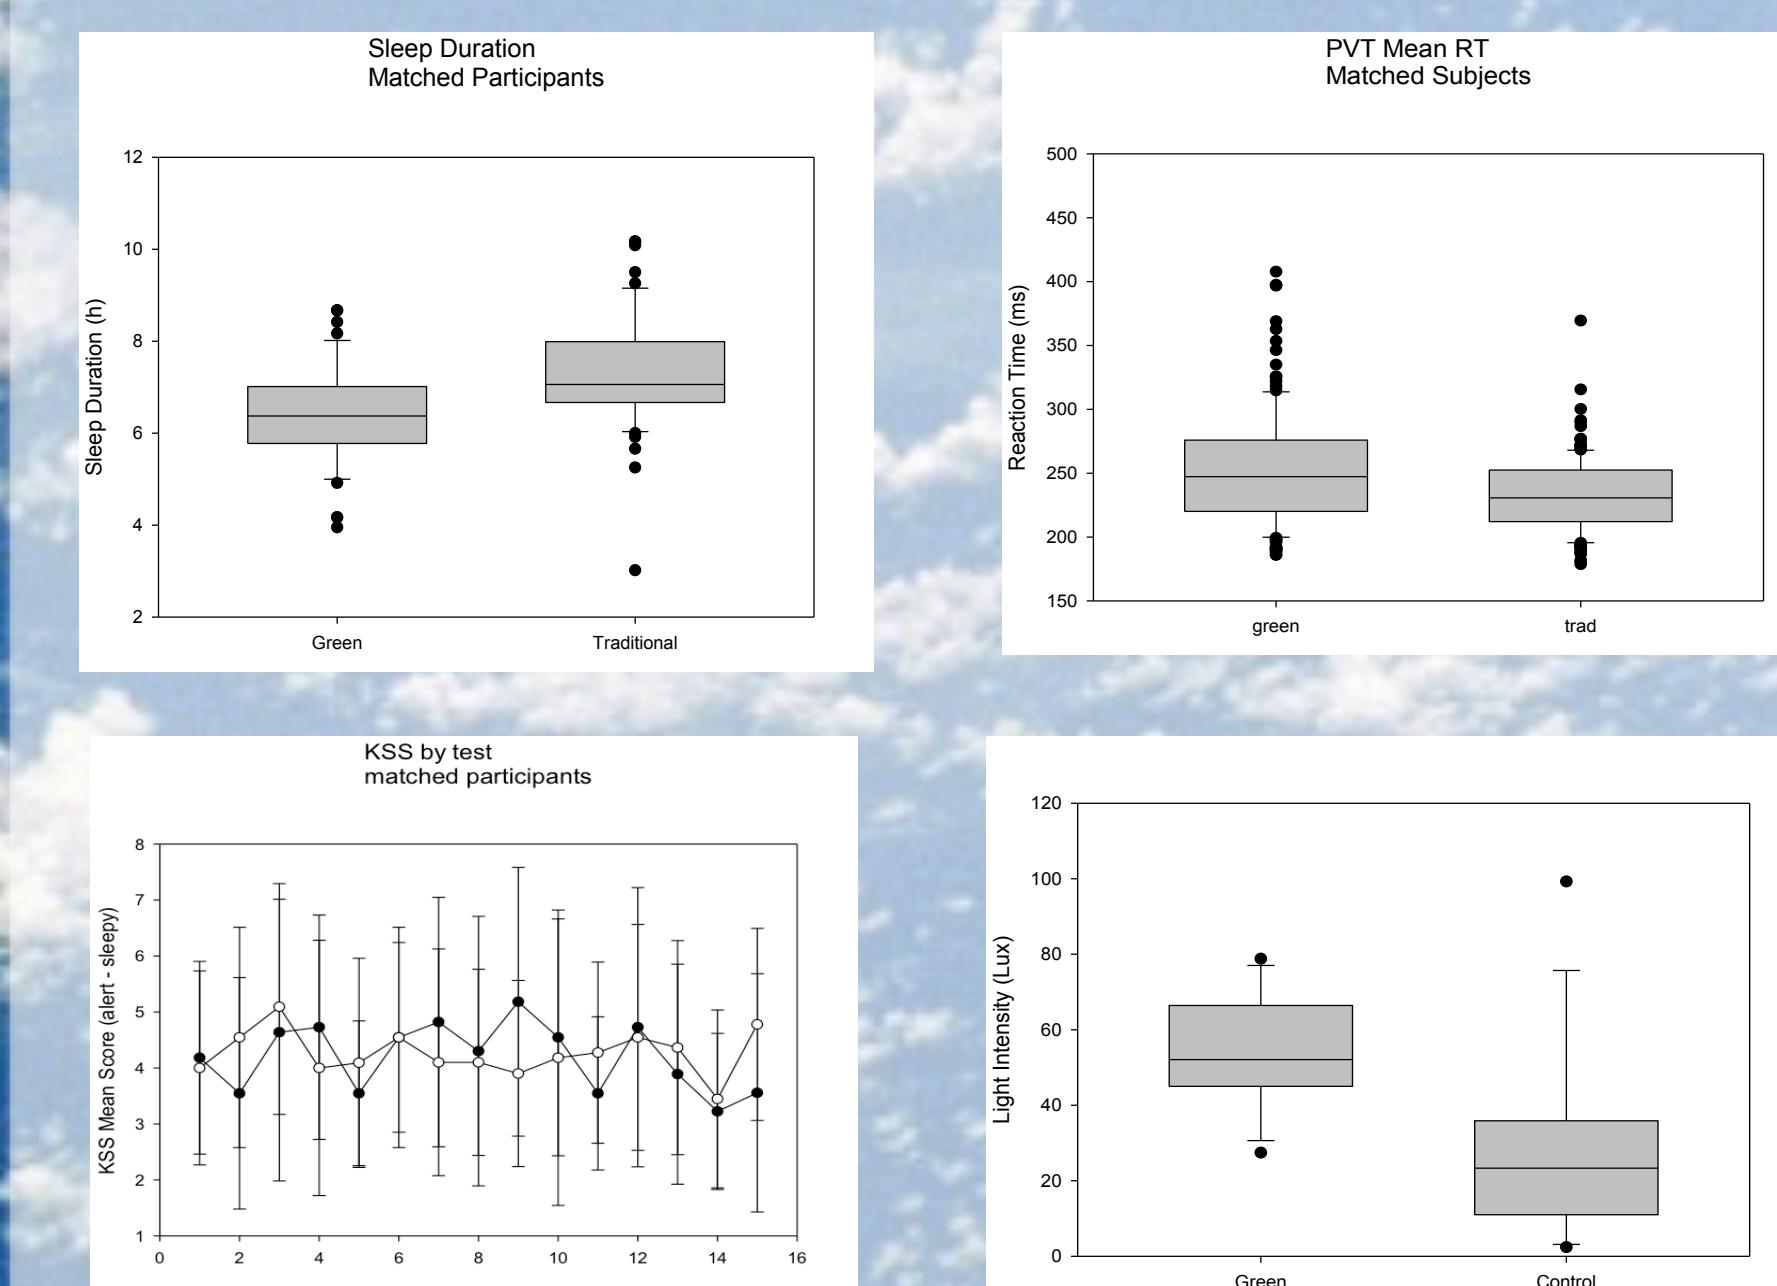 Sleep Duration
Matched Participants
12
10
8
6
4
2
Sleep Duration (h)
Green
Traditional
PVT Mean RT
Matched Subjects
500
450
400
350
300
250
200
150
Reaction Time (ms)
green
trad
KSS by test
matched participants
8
7
6
5
4
3
2
1
KSS Mean Score (alert - sleepy)
0
2
4
6
8
10
12
14
16
120
100
80
60
40
20
0
Light Intensity (Lux)
Green
Control